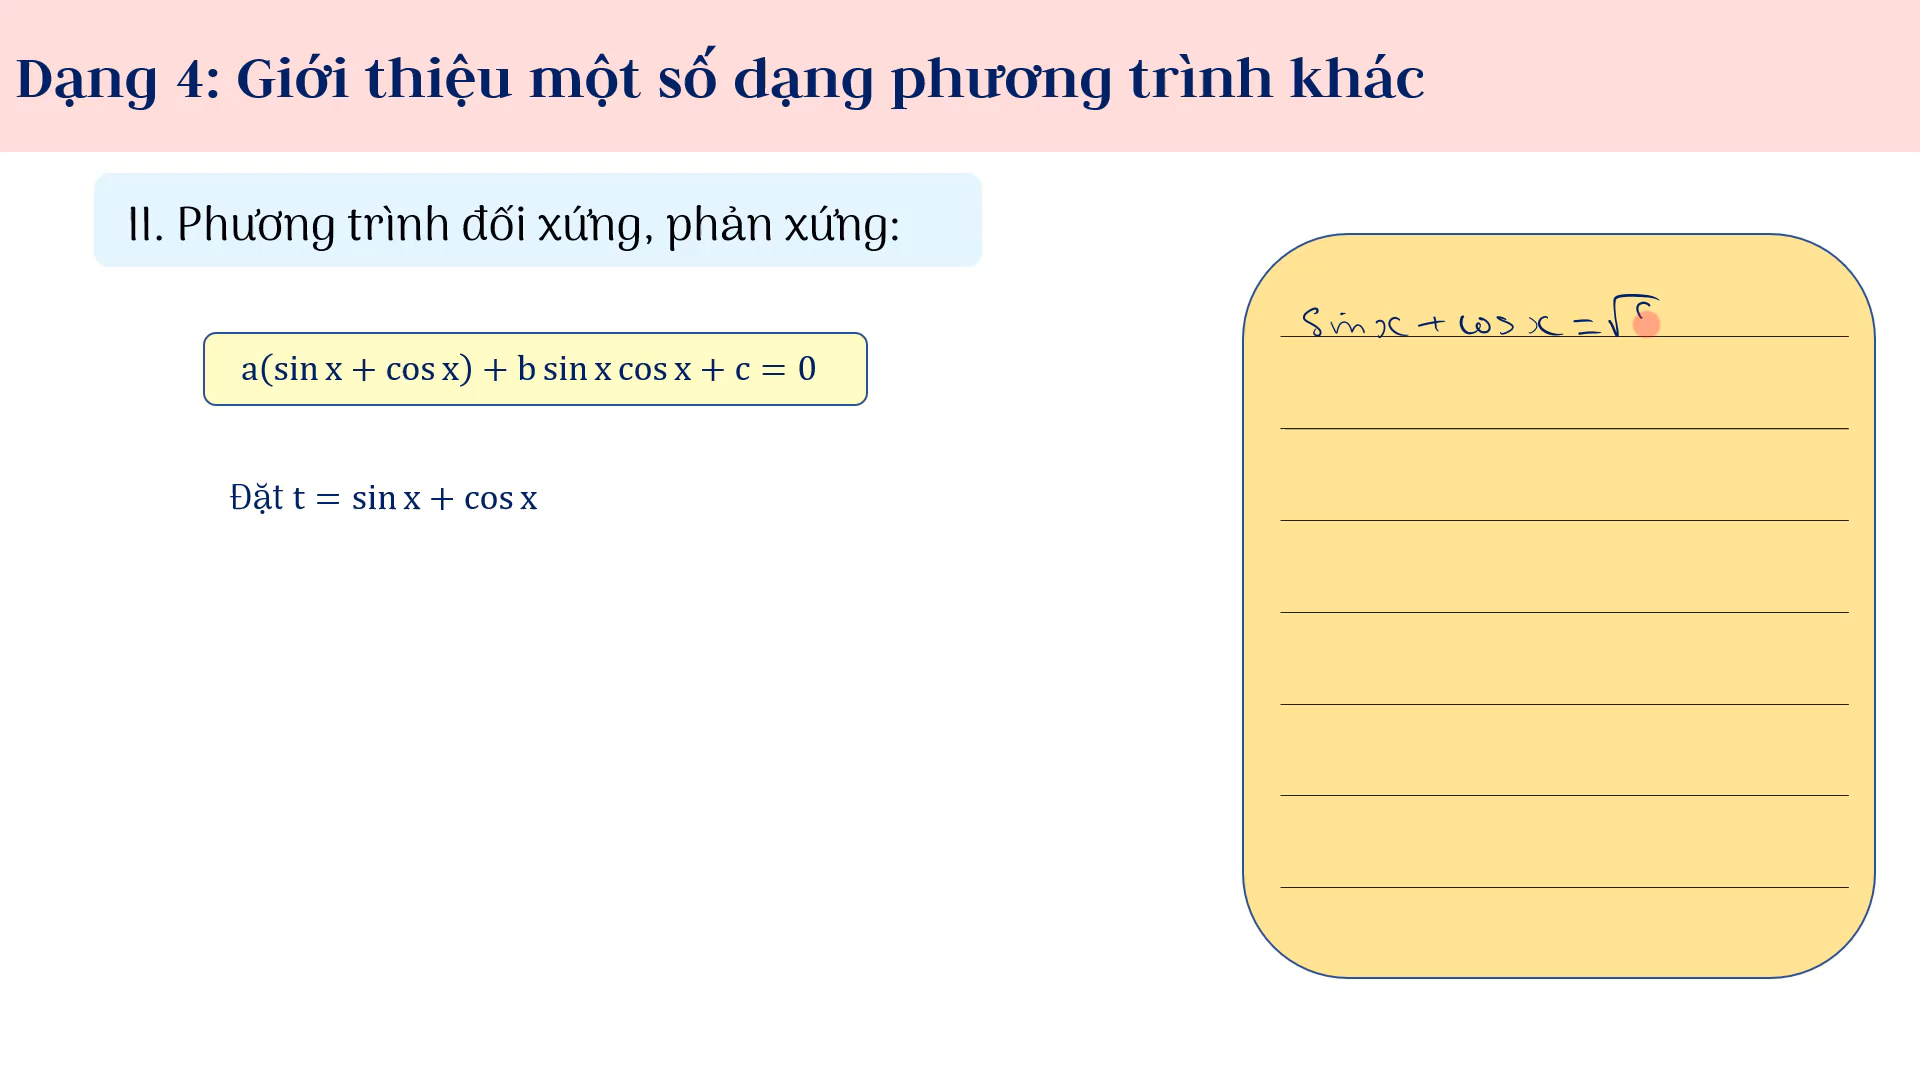 Dạng 4: Giới thiệu một số dạng phương trình khác
II. Phương trình đối xứng, phản xứng:
a(sin x + cos x) + b sin x cos x + c = 0
Đặt t = sin x + cos x
sin x + cos x = √